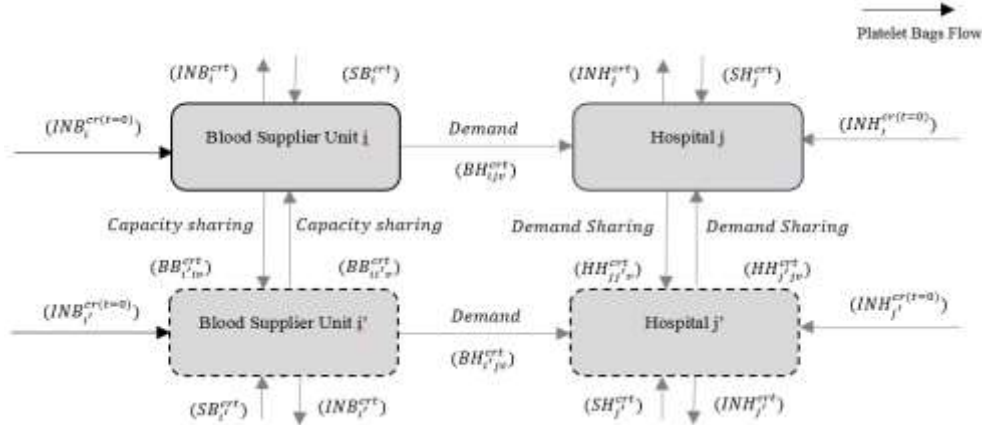 Platelet Bags Flow
(INB_i^{crt})
(SB_i^{crt})
(INH_j^{crt})
(SH_j^{crt})
(INB_i^{cr(t=0)})
Blood Supplier Unit i
Demand
(BH_{ijv}^{crt})
Hospital j
Capacity sharing
Capacity sharing
Demand Sharing
Demand Sharing
(BB_{i'iv}^{crt})
(BB_{ii'v}^{crt})
(HH_{jj'v}^{crt})
(HH_{j'jv}^{crt})
(INB_{i'}^{cr(t=0)})
Blood Supplier Unit i'
Demand
(BH_{i'jv}^{crt})
Hospital j'
(INH_{j'}^{cr(t=0)})
(SB_{i'}^{crt})
(INB_{i'}^{crt})
(SH_{j'}^{crt})
(INH_{j'}^{crt})